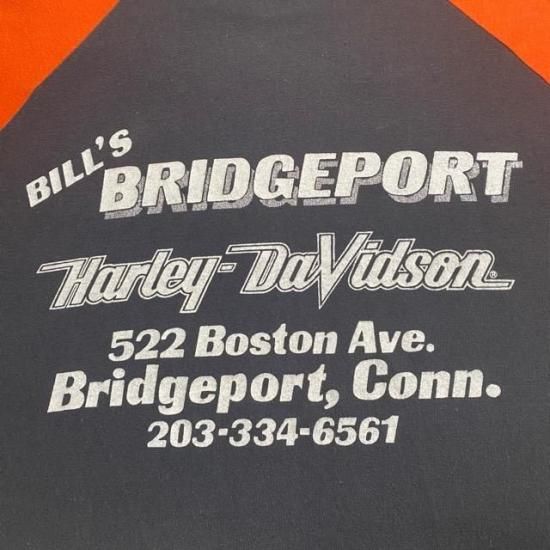 BILL'S
BRIDGEPORT
Harley-Davidson®
522 Boston Ave.
Bridgeport, Conn.
203-334-6561